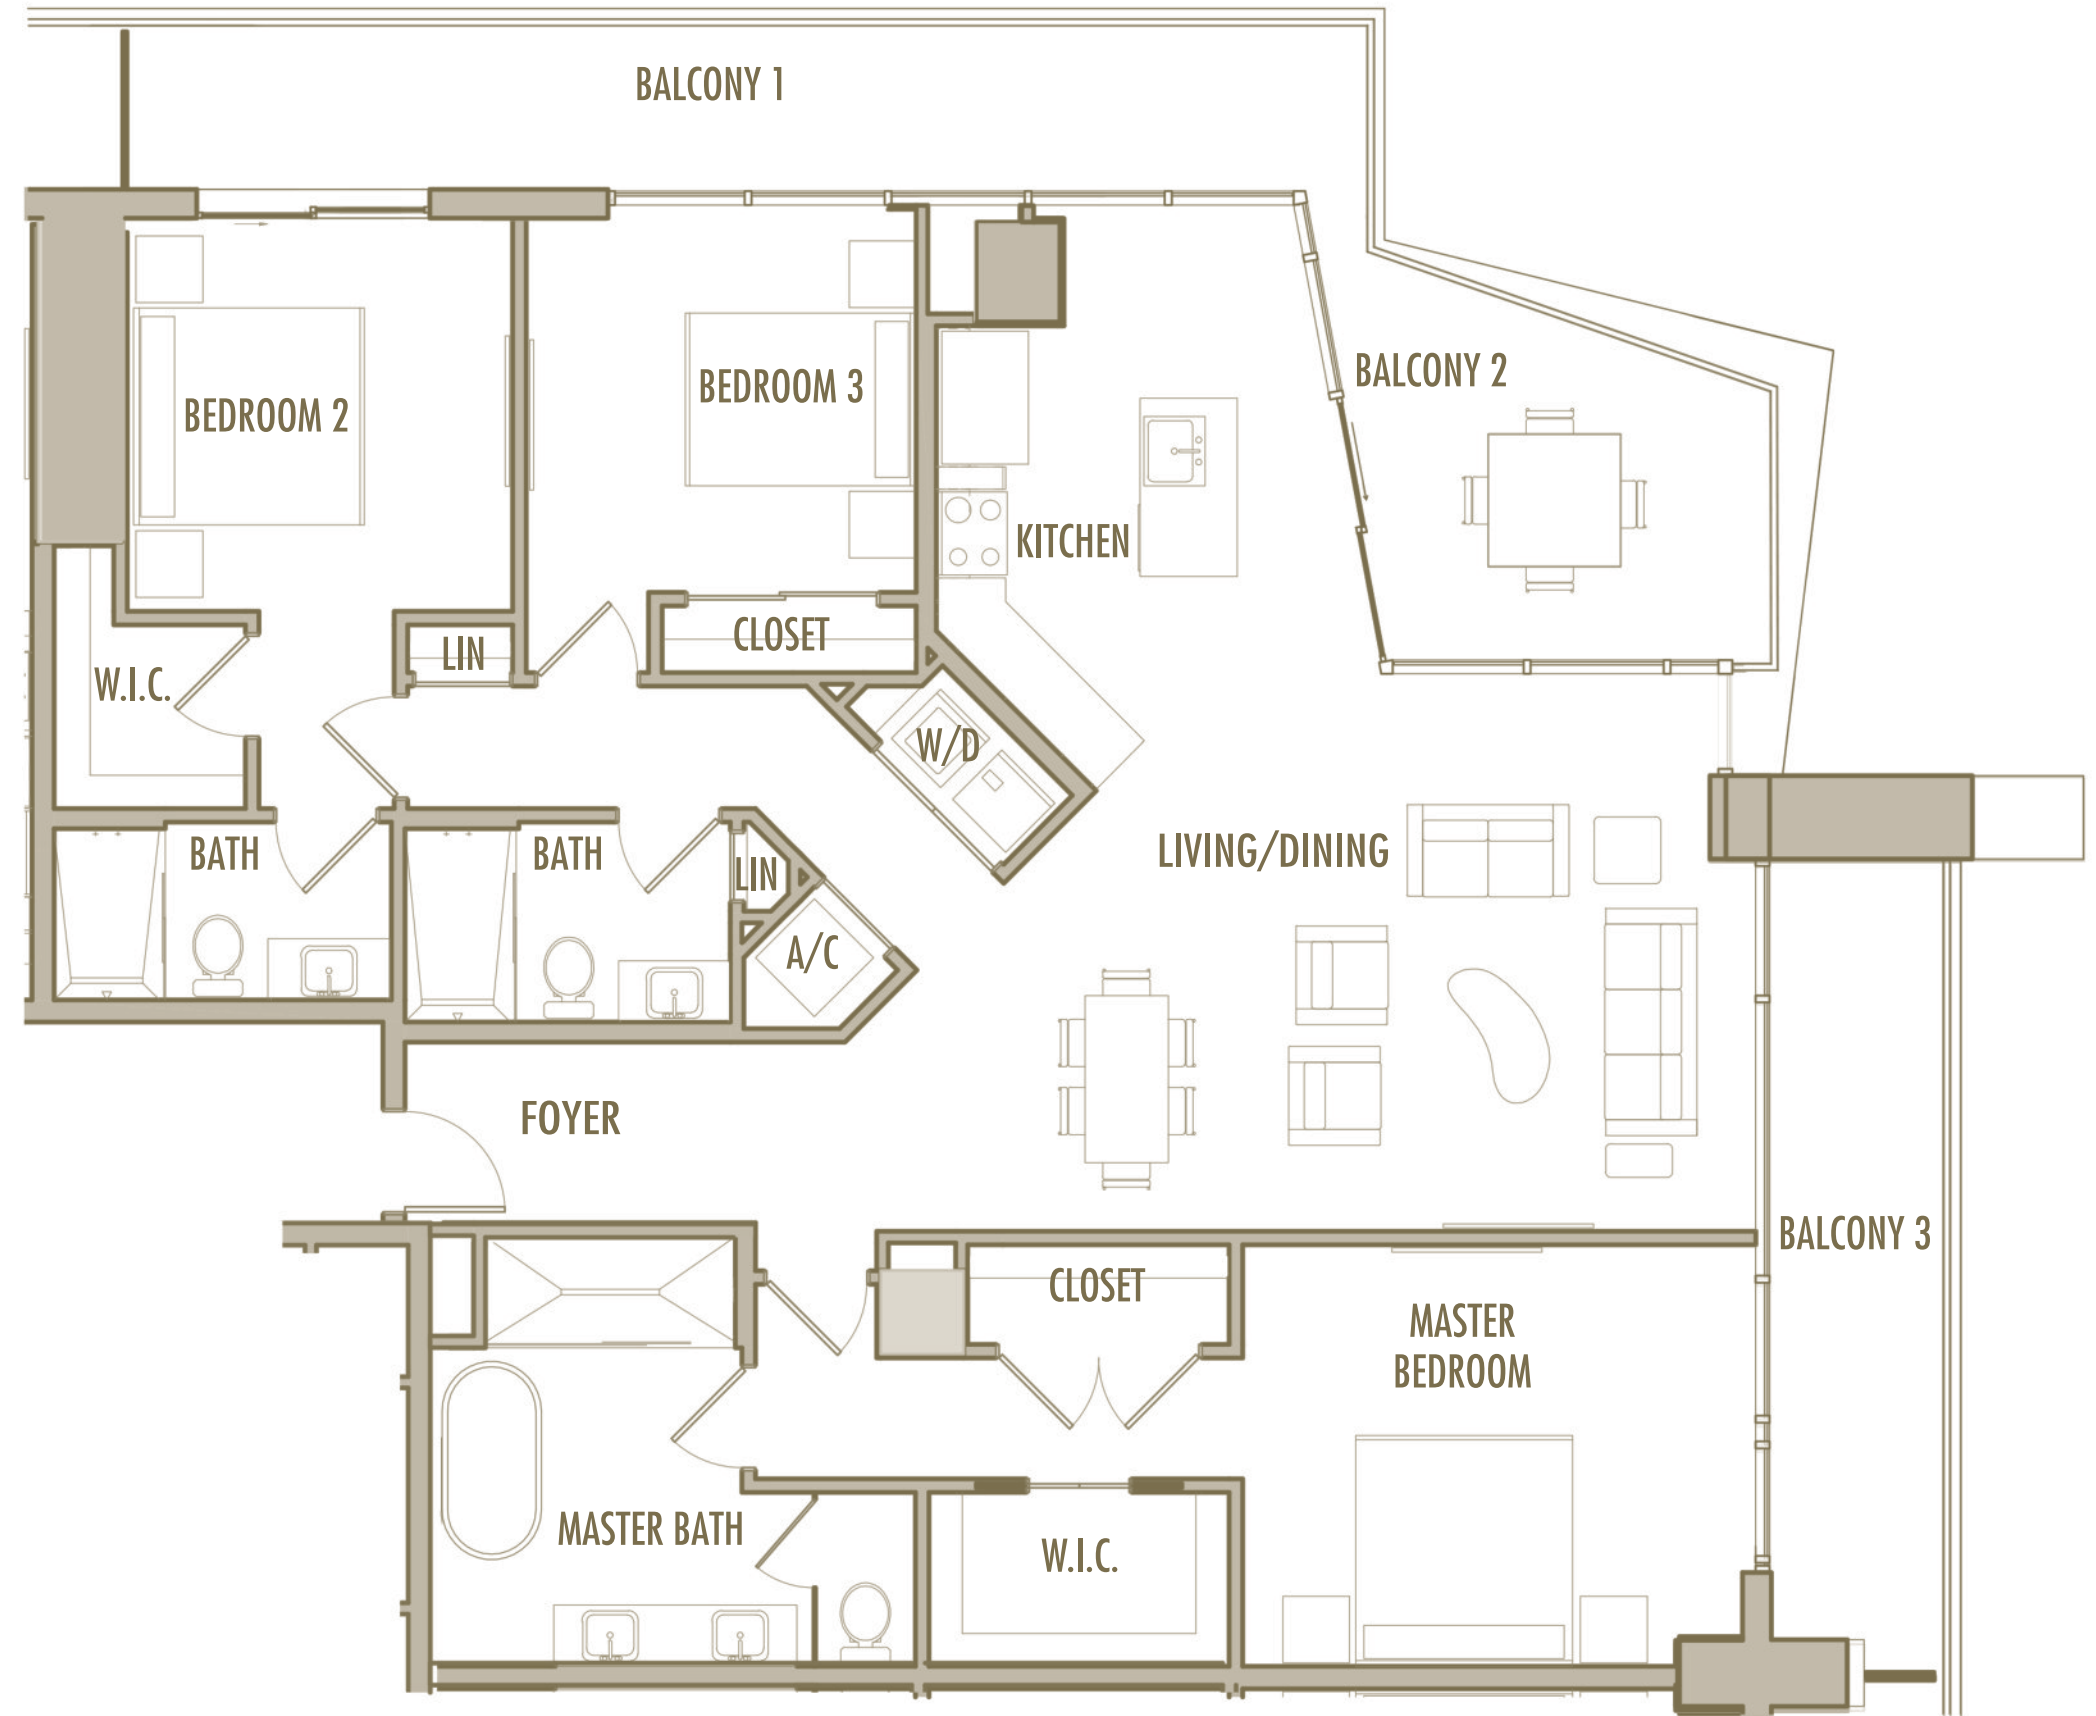 BALCONY 1
BALCONY 2
BEDROOM 3
BEDROOM 2
KITCHEN
CLOSET
LIN
W.I.C.
W/D
BATH
BATH
LIN
LIVING/DINING
A/C
FOYER
BALCONY 3
CLOSET
MASTER
BEDROOM
MASTER BATH
W.I.C.